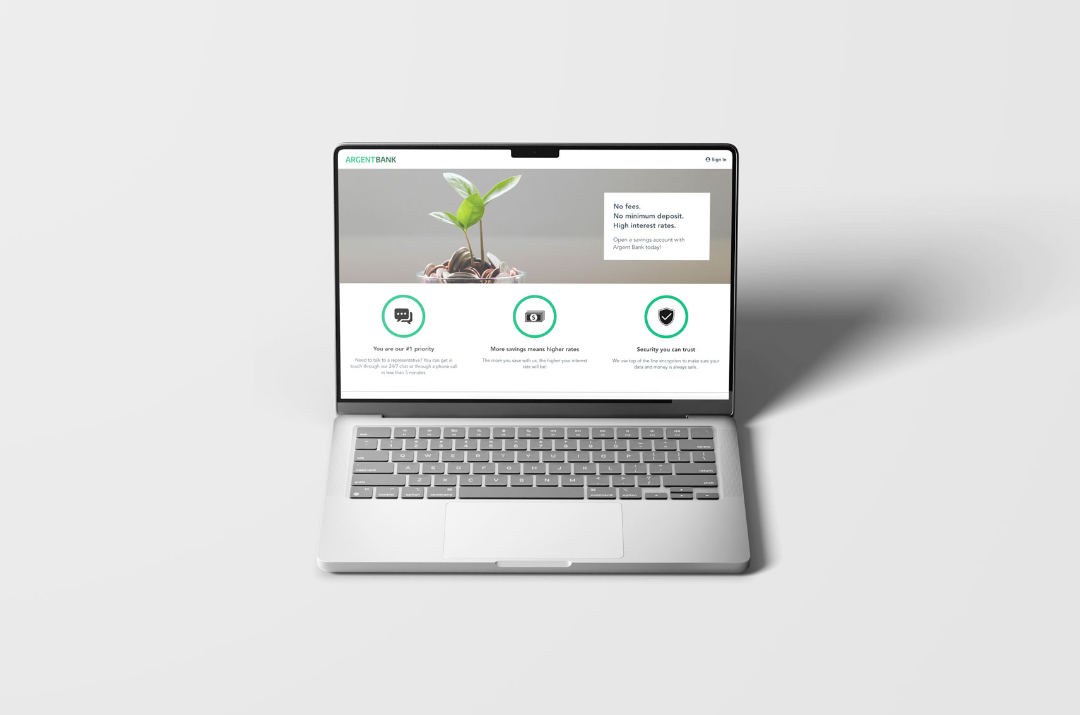 ARGENTBANK
Sign In
No fees.
No minimum deposit.
High interest rates.
Open a savings account with
Argent Bank today!
You are our #1 priority
Need to talk to a representative? You can get in
touch through our 24/7 chat or through a phone call
in less than 5 minutes.
More savings means higher rates
The more you save with us, the higher your interest
rate will be!
Security you can trust
We use top of the line encryption to make sure your
data and money is always safe.
Q W E R T Y U I O P
A S D F G H J K L
Z X C V B N M